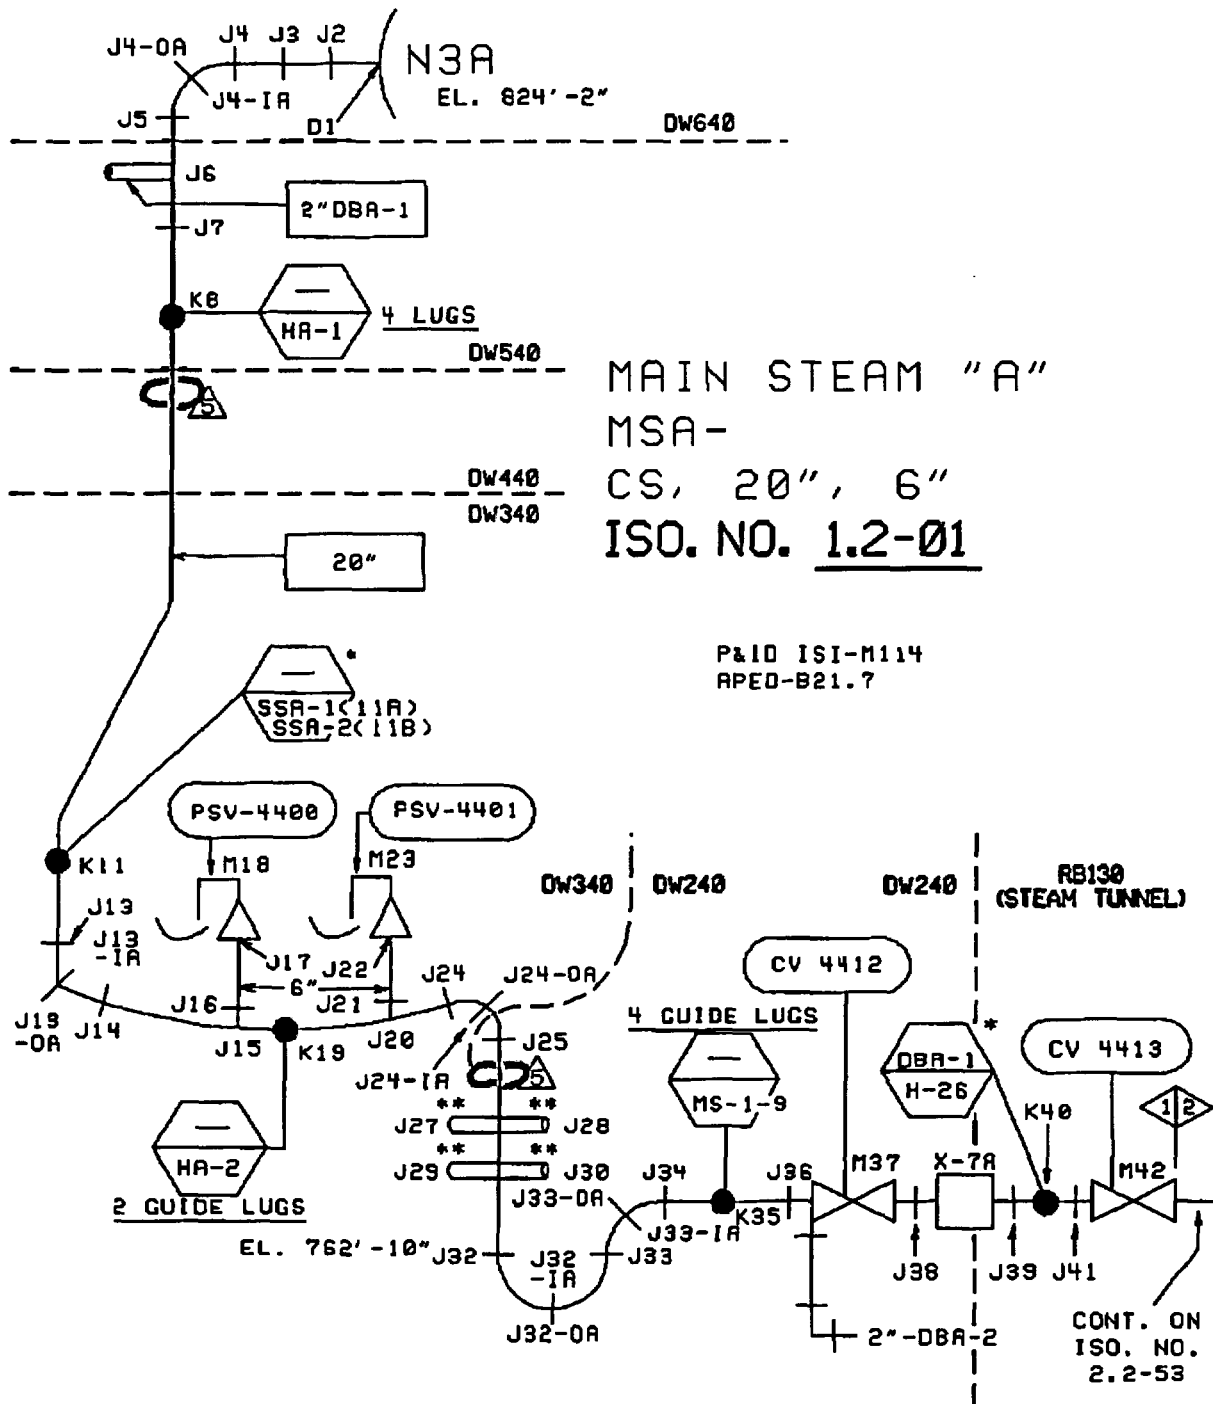 J4-OA
J4
J3
J2
N3A
EL. 824'-2"
J4-IA
J5
D1
DW640
J6
2"DBA-1
J7
K8
HA-1
4 LUGS
DW540
5
MAIN STEAM "A"
MSA-
CS, 20", 6"
ISO. NO. 1.2-01
DW440
DW340
20"
P&ID ISI-M114
APED-B21.7
*
SSA-1(11A)
SSA-2(11B)
PSV-4400
PSV-4401
K11
M18
M23
DW340
DW240
DW240
RB130
(STEAM TUNNEL)
J13
J13
-IA
J17
J22
J24
J24-OA
CV 4412
6"
J16
J21
J13
-OA
J14
J15
K19
J20
J25
J24-IA
5
4 GUIDE LUGS
MS-1-9
*
DBA-1
H-26
CV 4413
K40
1 2
** **
J27
J28
** **
J29
J30
HA-2
2 GUIDE LUGS
J33-OA
J34
J33-IA
K35
J36
M37
X-7A
M42
EL. 762'-10"
J32
J32
-IA
J33
J38
J39
J41
J32-OA
2"-DBA-2
CONT. ON
ISO. NO.
2.2-53